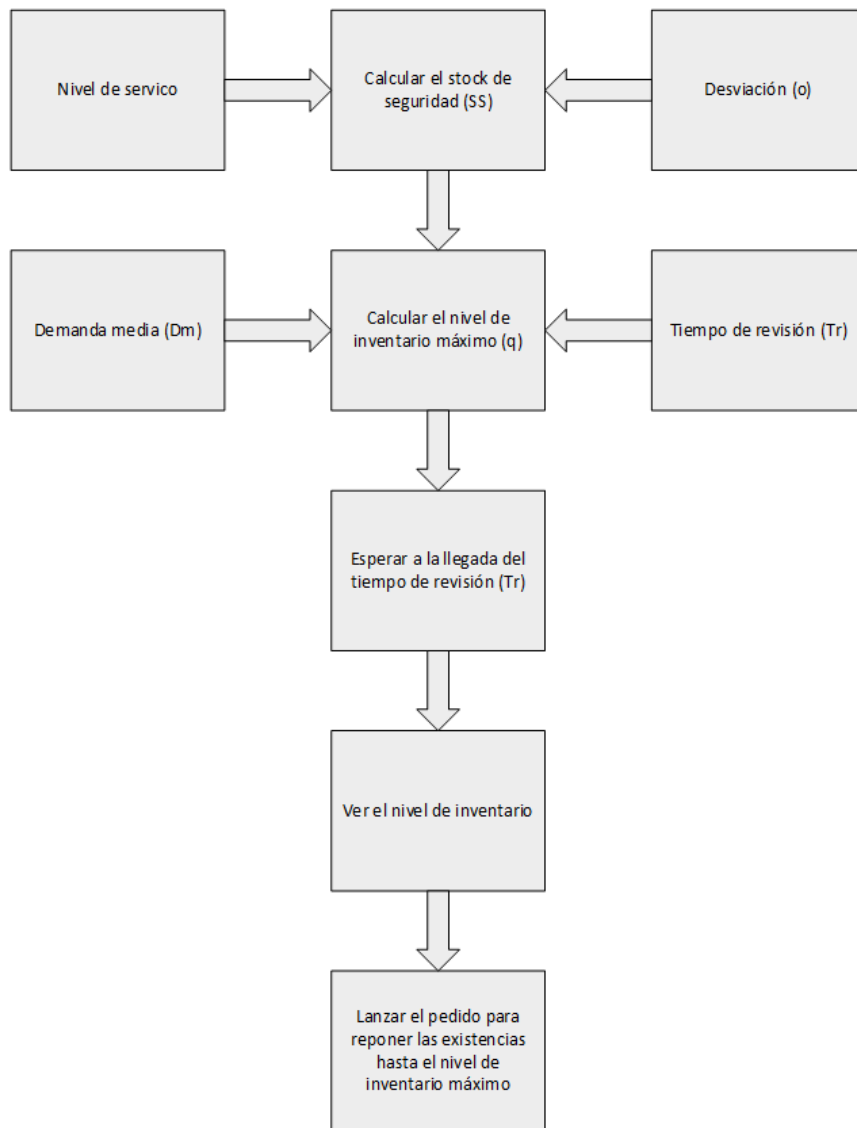 Nivel de servico
Calcular el stock de
seguridad (SS)
Desviación (o)
Demanda media (Dm)
Calcular el nivel de
inventario máximo (q)
Tiempo de revisión (Tr)
Esperar a la llegada del
tiempo de revisión (Tr)
Ver el nivel de inventario
Lanzar el pedido para
reponer las existencias
hasta el nivel de
inventario máximo